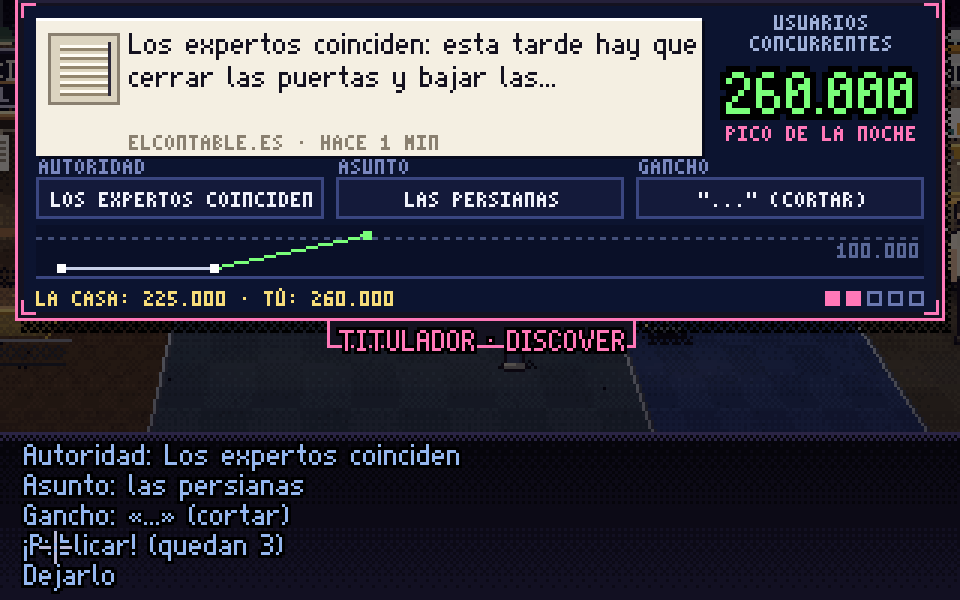 Los expertos coinciden: esta tarde hay que
cerrar las puertas y bajar las...
ELCONTABLE.ES · HACE 1 MIN
USUARIOS
CONCURRENTES
260.000
PICO DE LA NOCHE
AUTORIDAD
ASUNTO
GANCHO
LOS EXPERTOS COINCIDEN
LAS PERSIANAS
"..." (CORTAR)
100.000
LA CASA: 225.000 · TÚ: 260.000
TITULADOR · DISCOVER
Autoridad: Los expertos coinciden
Asunto: las persianas
Gancho: «…» (cortar)
¡Publicar! (quedan 3)
Dejarlo